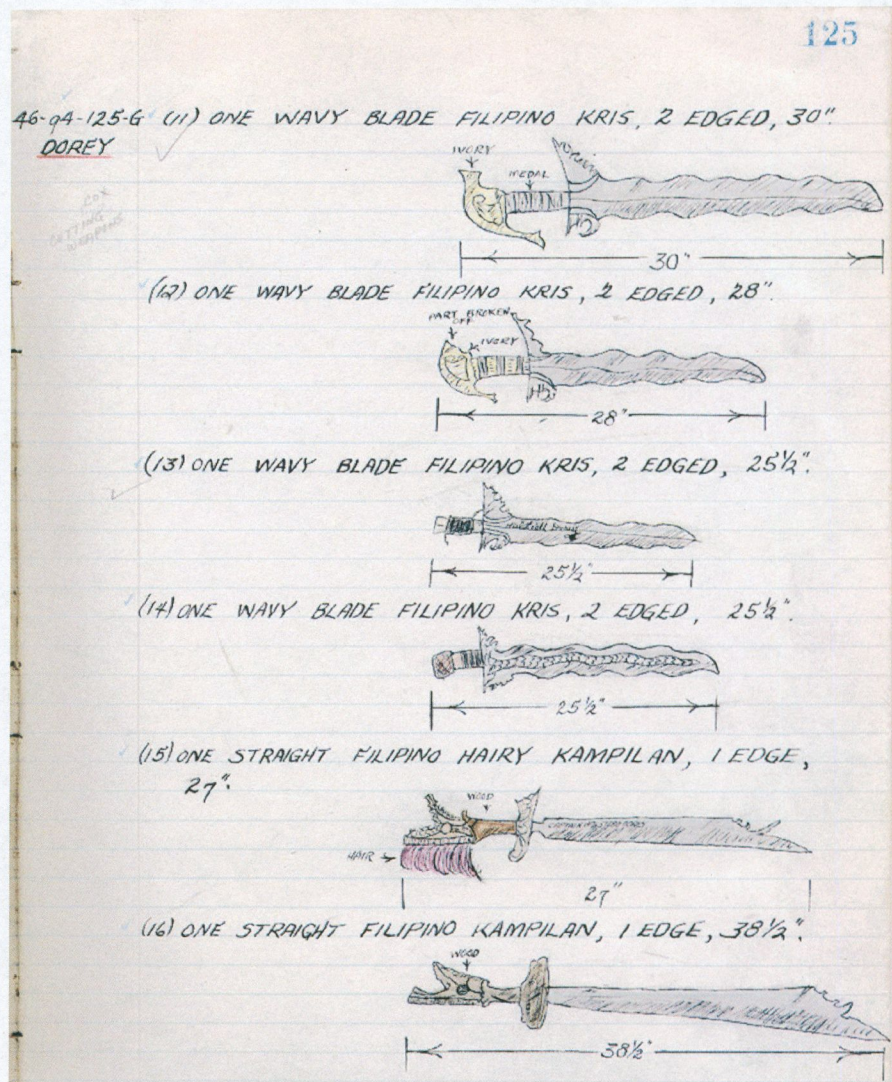 125
46-94-125-G (11) ONE WAVY BLADE FILIPINO KRIS, 2 EDGED, 30".
DOREY
IVORY
MEDAL
COX
CUTTING
WEAPONS
30"
(12) ONE WAVY BLADE FILIPINO KRIS, 2 EDGED, 28".
PART BROKEN
OFF
IVORY
28"
(13) ONE WAVY BLADE FILIPINO KRIS, 2 EDGED, 25½".
25½"
(14) ONE WAVY BLADE FILIPINO KRIS, 2 EDGED, 25½".
25½"
(15) ONE STRAIGHT FILIPINO HAIRY KAMPILAN, 1 EDGE,
27".
WOOD
HAIR
27"
(16) ONE STRAIGHT FILIPINO KAMPILAN, 1 EDGE, 38½".
WOOD
38½"